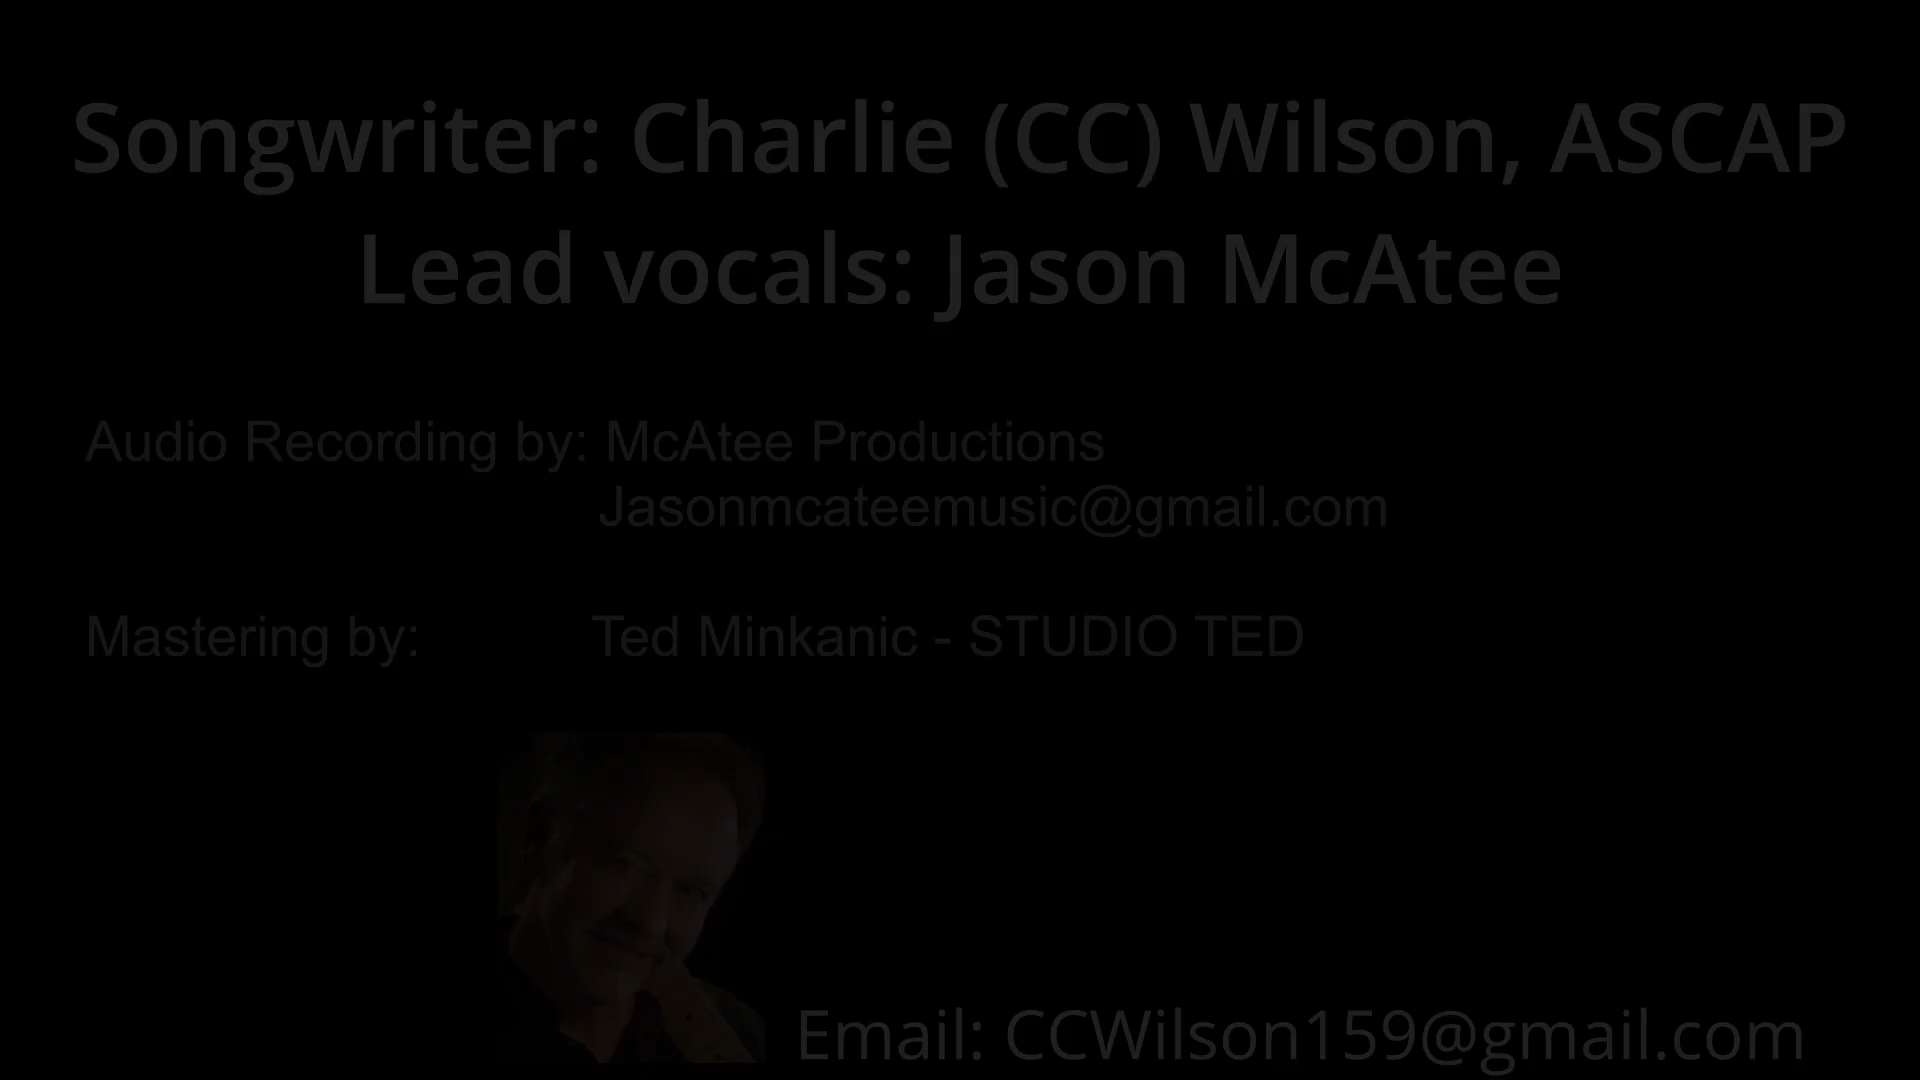 Songwriter: Charlie (CC) Wilson, ASCAP
Lead vocals: Jason McAtee
Audio Recording by: McAtee Productions
Jasonmcateemusic@gmail.com
Mastering by: Ted Minkanic - STUDIO TED
Email: CCWilson159@gmail.com